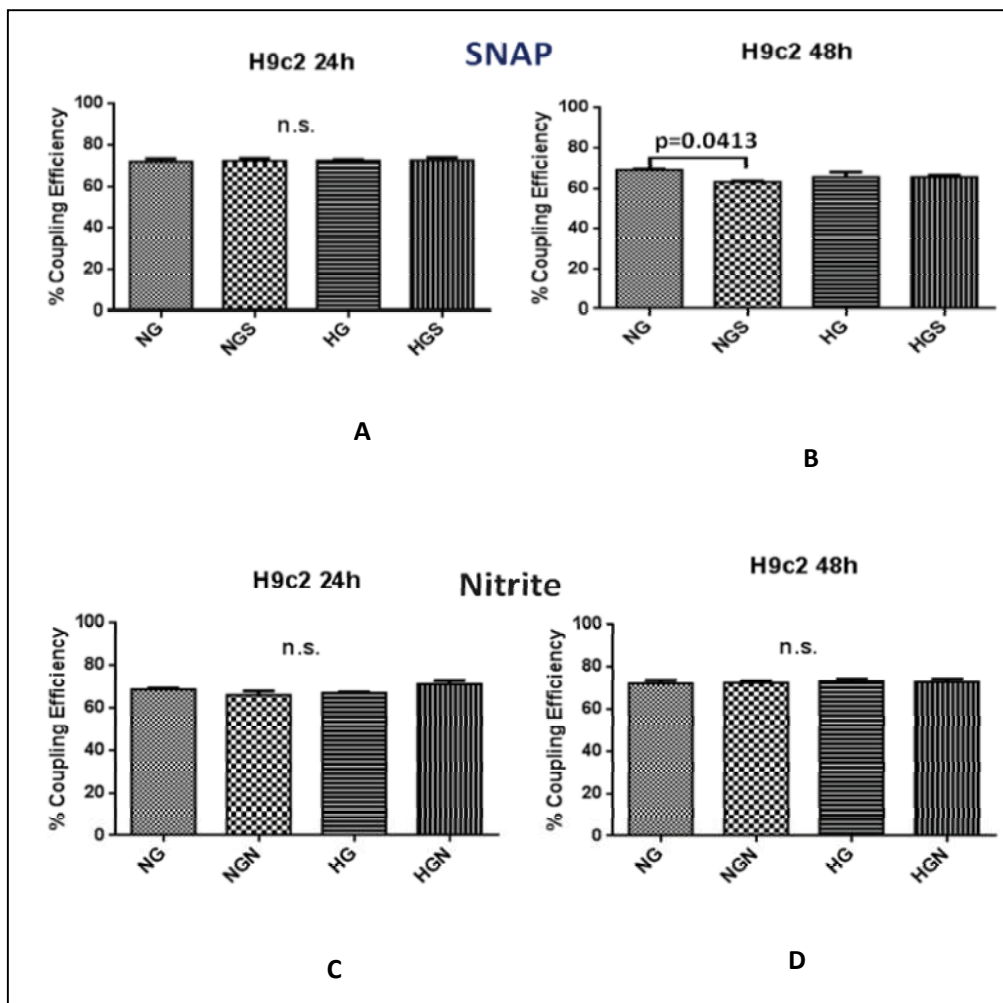 SNAP
H9c2 24h
n.s.
% Coupling Efficiency
100
80
60
40
20
0
NG
NGS
HG
HGS
A
H9c2 48h
p=0.0413
% Coupling Efficiency
100
80
60
40
20
0
NG
NGS
HG
HGS
B
Nitrite
H9c2 24h
n.s.
% Coupling Efficiency
100
80
60
40
20
0
NG
NGN
HG
HGN
C
H9c2 48h
n.s.
% Coupling Efficiency
100
80
60
40
20
0
NG
NGN
HG
HGN
D